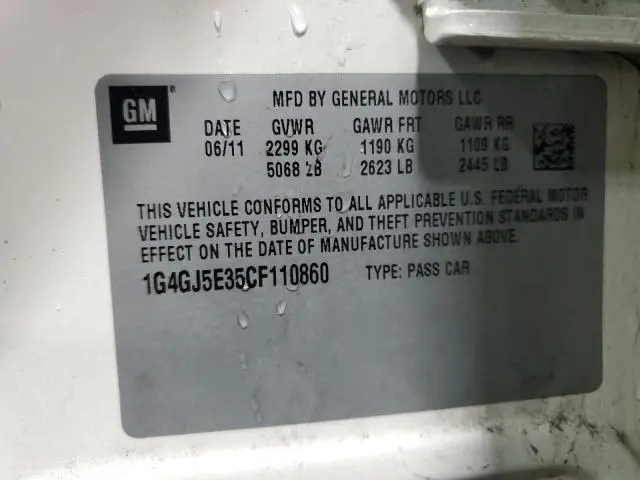 GM®
MFD BY GENERAL MOTORS LLC
DATE GVWR GAWR FRT GAWR RR
06/11 2299 KG 1190 KG 1109 KG
5068 LB 2623 LB 2445 LB
THIS VEHICLE CONFORMS TO ALL APPLICABLE U.S. FEDERAL MOTOR
VEHICLE SAFETY, BUMPER, AND THEFT PREVENTION STANDARDS IN
EFFECT ON THE DATE OF MANUFACTURE SHOWN ABOVE.
1G4GJ5E35CF110860 TYPE: PASS CAR